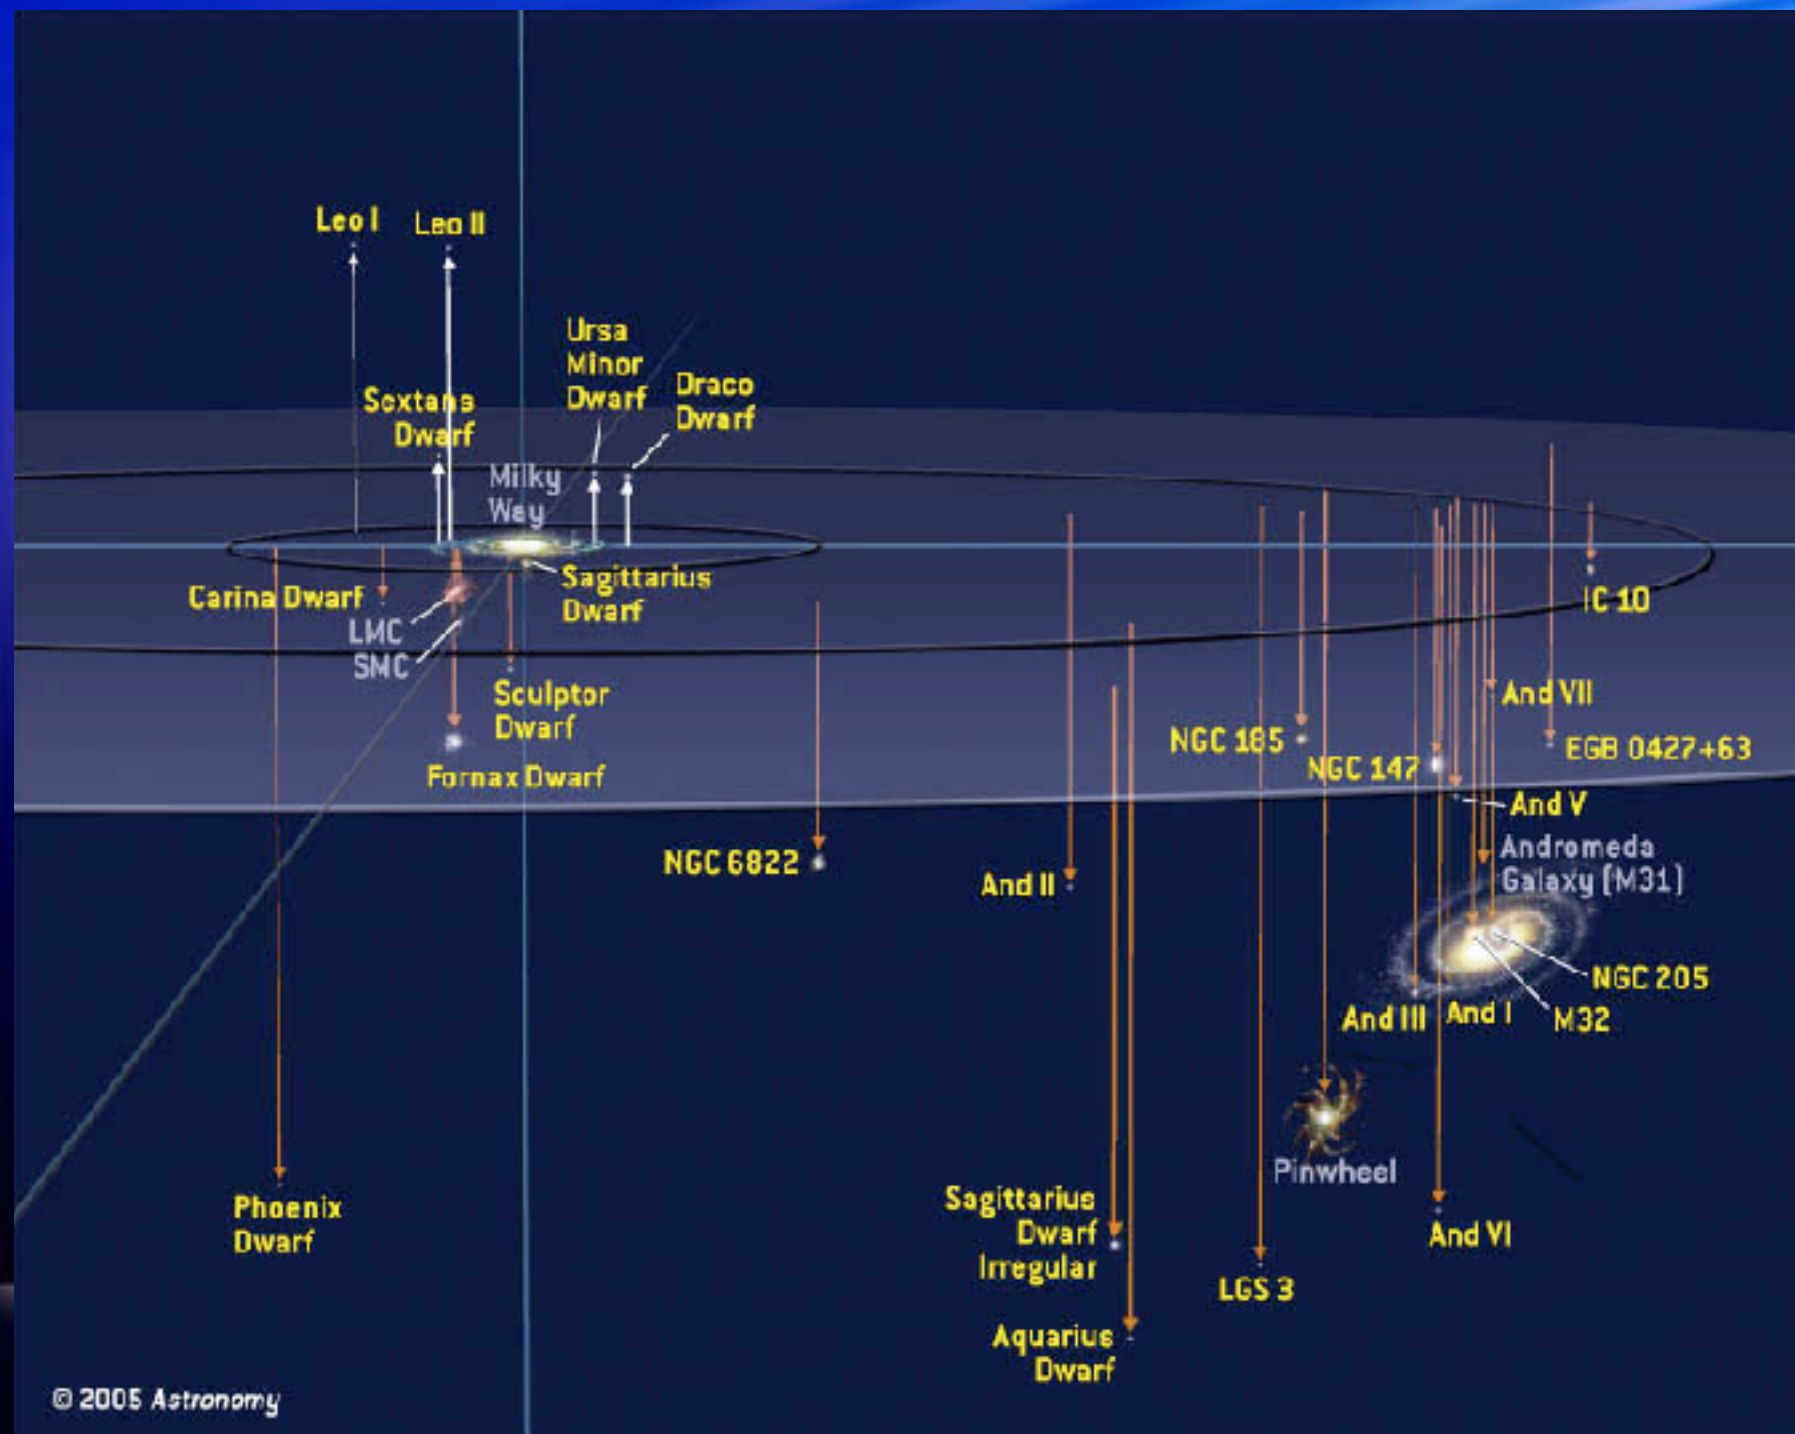 Leo I
Leo II
Ursa
Minor
Dwarf
Draco
Dwarf
Sextans
Dwarf
Milky
Way
Sagittarius
Dwarf
Carina Dwarf
LMC
SMC
Sculptor
Dwarf
Fornax Dwarf
IC 10
And VII
NGC 185
EGB 0427+63
NGC 147
And V
NGC 6822
And II
Andromeda
Galaxy (M31)
NGC 205
And III
And I
M32
Pinwheel
Phoenix
Dwarf
Sagittarius
Dwarf
Irregular
And VI
LGS 3
Aquarius
Dwarf
© 2005 Astronomy